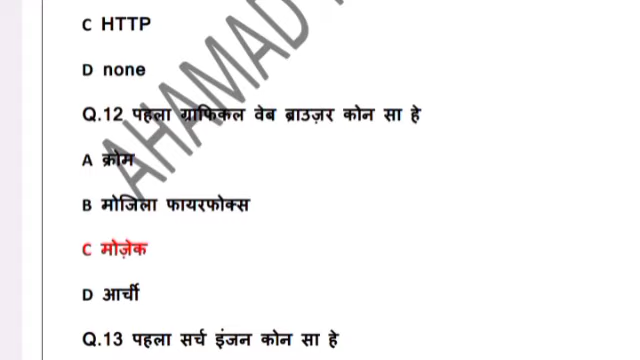 C HTTP
D none
Q.12 पहला ग्राफिकल वेब ब्राउज़र कोन सा हे
A क्रोम
B मोजिला फायरफोक्स
C मोज़ेक
D आर्ची
Q.13 पहला सर्च इंजन कोन सा हे
AHAMAD